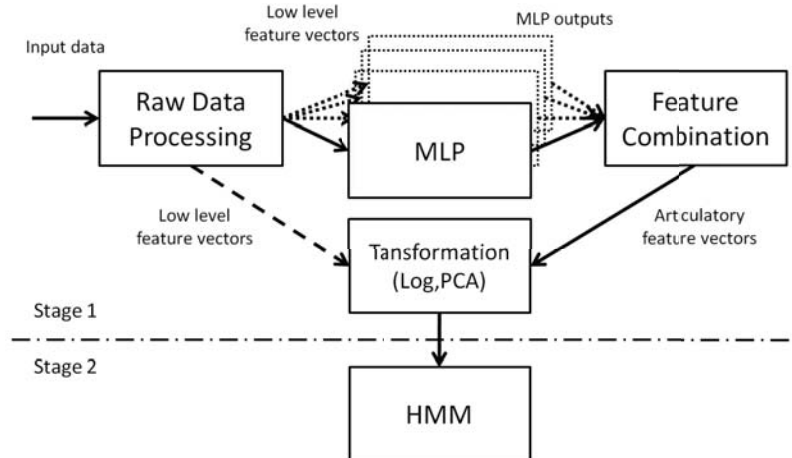 Low level
feature vectors
MLP outputs
Input data
Raw Data
Processing
MLP
Feature
Combination
Low level
feature vectors
Tansformation
(Log,PCA)
Art culatory
feature vectors
Stage 1
Stage 2
HMM